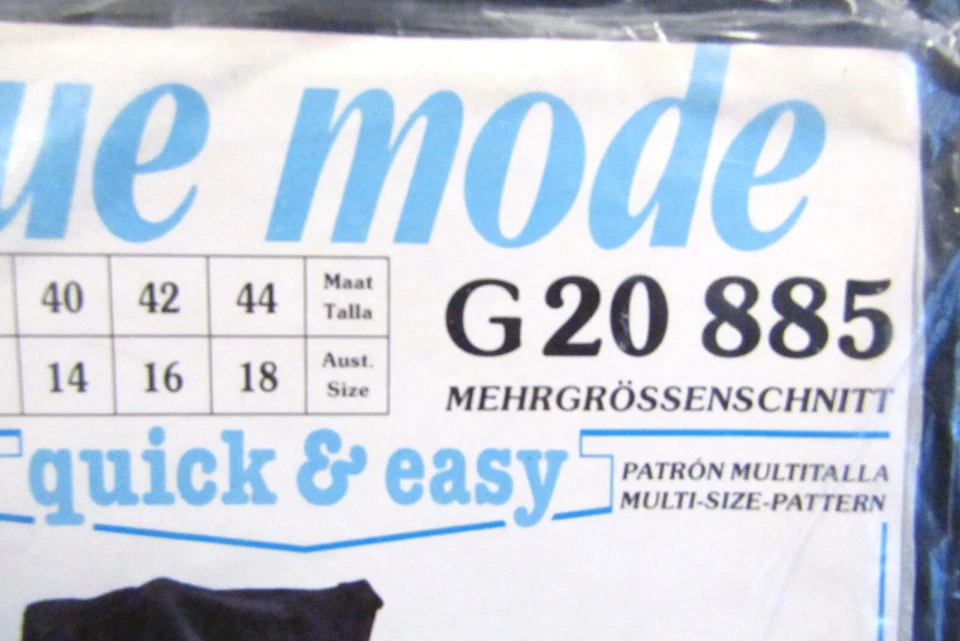 ue mode
40 42 44 Maat Talla
14 16 18 Aust. Size
G 20 885
MEHRGRÖSSENSCHNITT
quick & easy
PATRÓN MULTITALLA
MULTI-SIZE-PATTERN